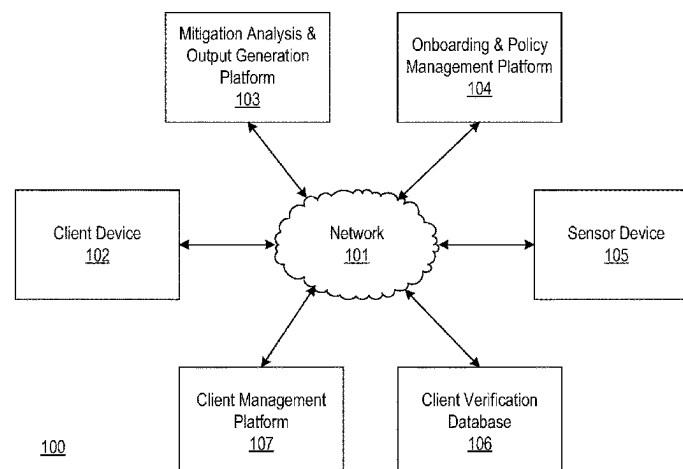 Mitigation Analysis &
Output Generation
Platform
103
Onboarding & Policy
Management Platform
104
Client Device
102
Network
101
Sensor Device
105
Client Management
Platform
107
Client Verification
Database
106
100